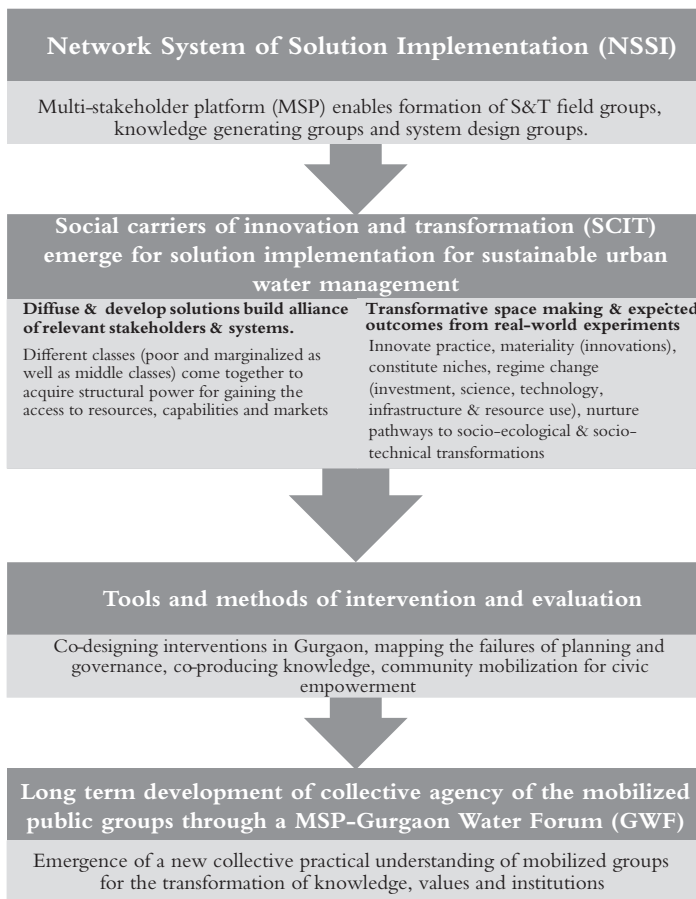 Network System of Solution Implementation (NSSI)
Multi-stakeholder platform (MSP) enables formation of S&T field groups,
knowledge generating groups and system design groups.
Social carriers of innovation and transformation (SCIT)
emerge for solution implementation for sustainable urban
water management
Diffuse & develop solutions build alliance
of relevant stakeholders & systems.
Different classes (poor and marginalized as
well as middle classes) come together to
acquire structural power for gaining the
access to resources, capabilities and markets
Transformative space making & expected
outcomes from real-world experiments
Innovate practice, materiality (innovations),
constitute niches, regime change
(investment, science, technology,
infrastructure & resource use), nurture
pathways to socio-ecological & socio-
technical transformations
Tools and methods of intervention and evaluation
Co-designing interventions in Gurgaon, mapping the failures of planning and
governance, co-producing knowledge, community mobilization for civic
empowerment
Long term development of collective agency of the mobilized
public groups through a MSP-Gurgaon Water Forum (GWF)
Emergence of a new collective practical understanding of mobilized groups
for the transformation of knowledge, values and institutions